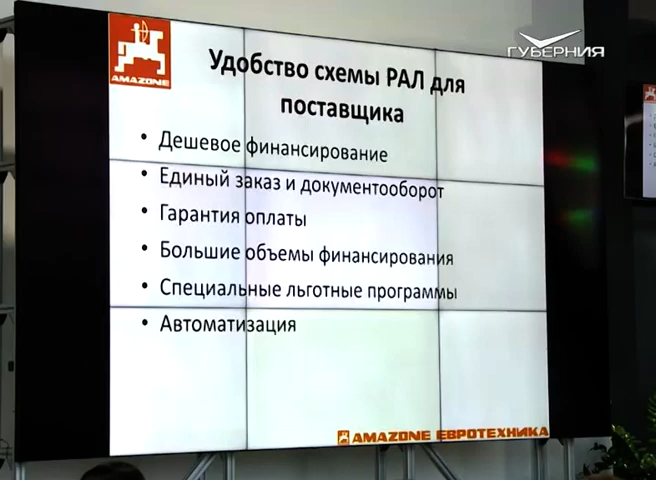 ГУБЕРНИЯ
AMAZONE
Удобство схемы РАЛ для
поставщика
• Дешевое финансирование
• Единый заказ и документооборот
• Гарантия оплаты
• Большие объемы финансирования
• Специальные льготные программы
• Автоматизация
AMAZONE ЕВРОТЕХНИКА